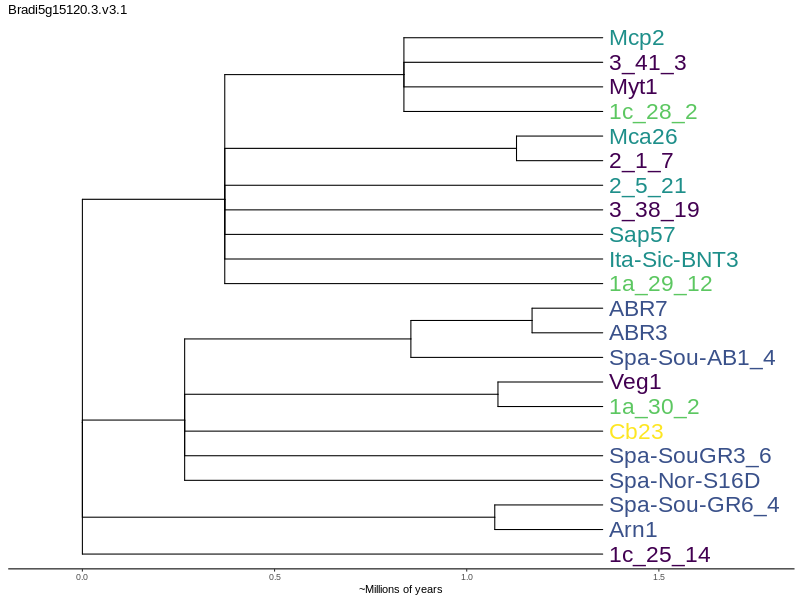 Bradi5g15120.3.v3.1
Mcp2
3_41_3
Myt1
1c_28_2
Mca26
2_1_7
2_5_21
3_38_19
Sap57
Ita-Sic-BNT3
1a_29_12
ABR7
ABR3
Spa-Sou-AB1_4
Veg1
1a_30_2
Cb23
Spa-SouGR3_6
Spa-Nor-S16D
Spa-Sou-GR6_4
Arn1
1c_25_14
0.0 0.5 1.0 1.5
~Millions of years